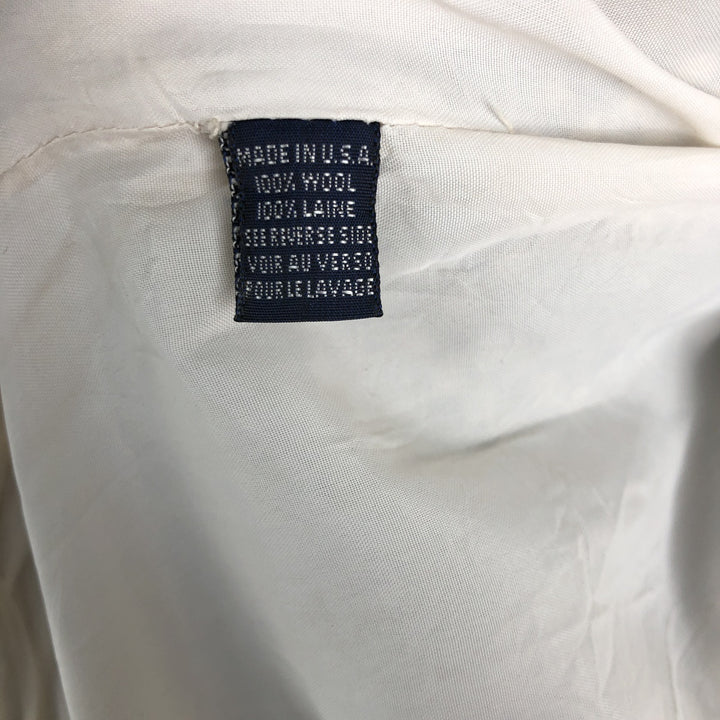 MADE IN U.S.A
100% WOOL
100% LAINE
SEE REVERSE SIDE
VOIR AU VERSO
POUR LE LAVAGE